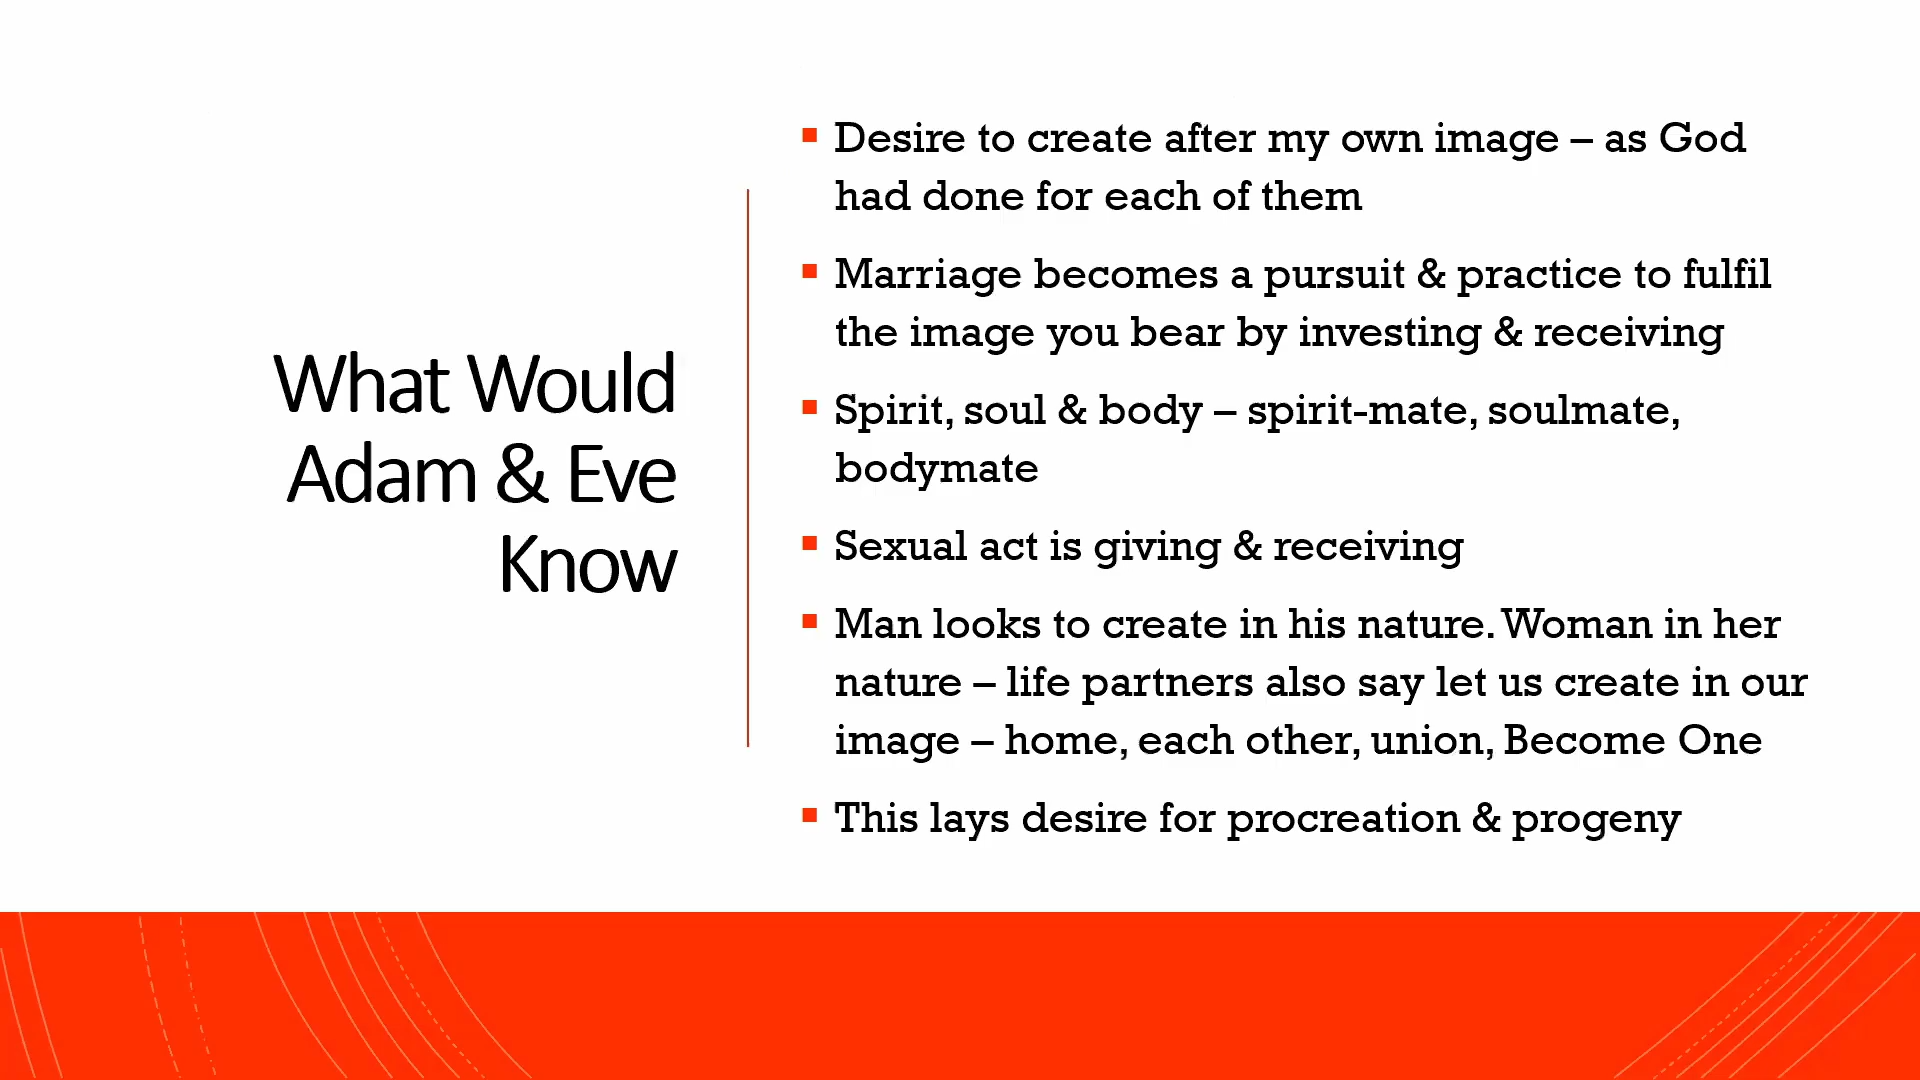 What Would
Adam & Eve
Know
▪ Desire to create after my own image – as God
had done for each of them
▪ Marriage becomes a pursuit & practice to fulfil
the image you bear by investing & receiving
▪ Spirit, soul & body – spirit-mate, soulmate,
bodymate
▪ Sexual act is giving & receiving
▪ Man looks to create in his nature. Woman in her
nature – life partners also say let us create in our
image – home, each other, union, Become One
▪ This lays desire for procreation & progeny